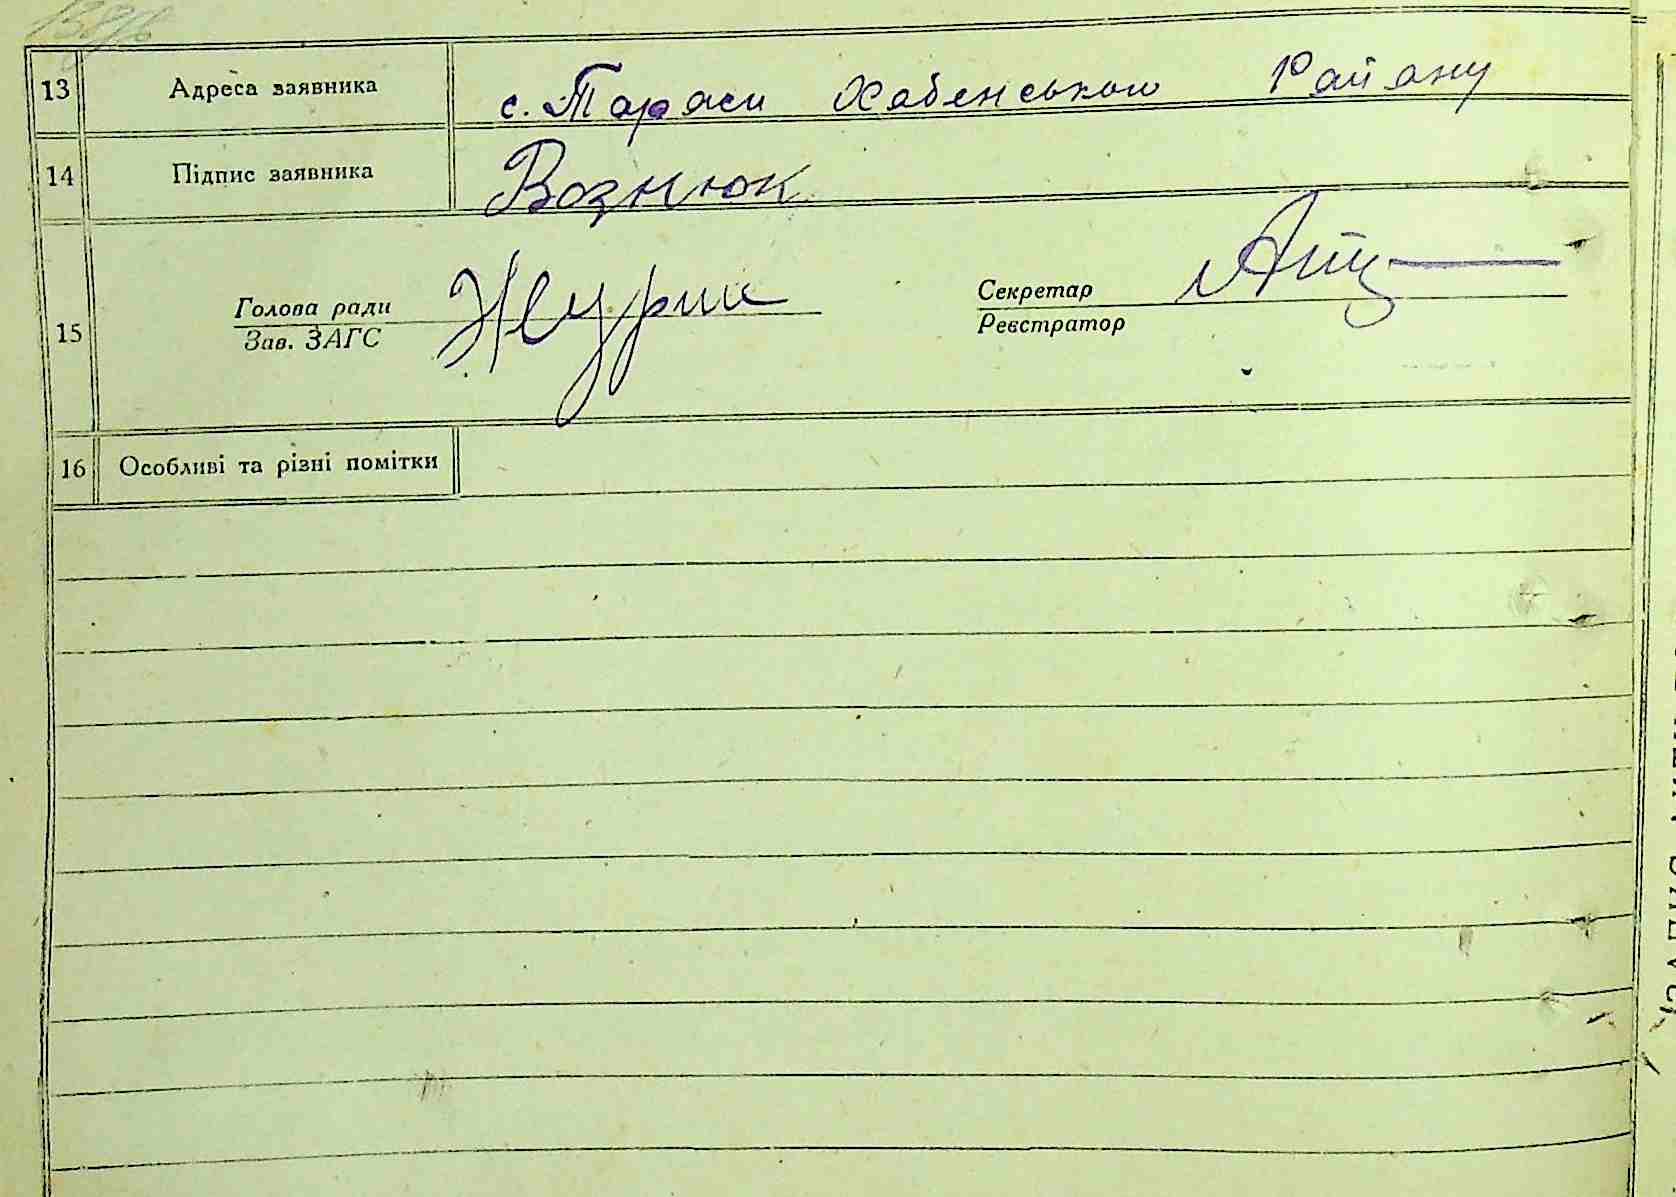 13 Адреса заявника с. Тараси Хабенського Району
14 Підпис заявника Вознюк
Голова ради Секретар
15
Зав. ЗАГС Реєстратор
16 Особливі та різні помітки